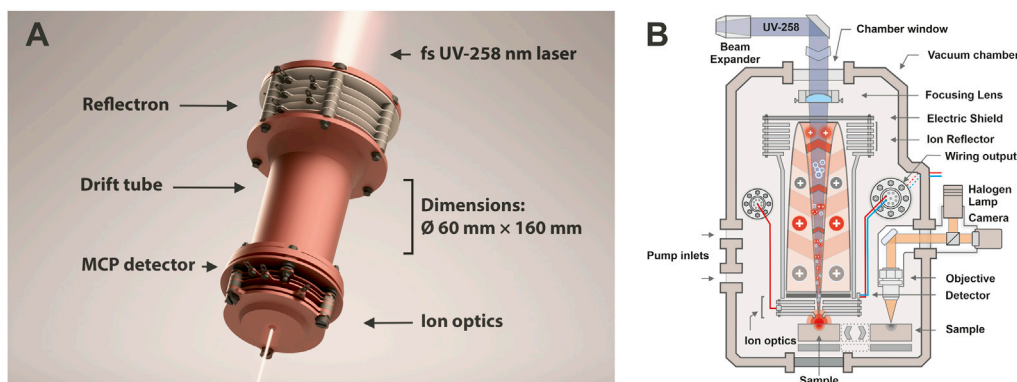 A
fs UV-258 nm laser
Reflectron
Drift tube
Dimensions:
Ø 60 mm × 160 mm
MCP detector
Ion optics
B
UV-258
Beam
Expander
Chamber window
Vacuum chamber
Focusing Lens
Electric Shield
Ion Reflector
Wiring output
Halogen
Lamp
Camera
Pump inlets
Objective
Detector
Ion optics
Sample
Sample